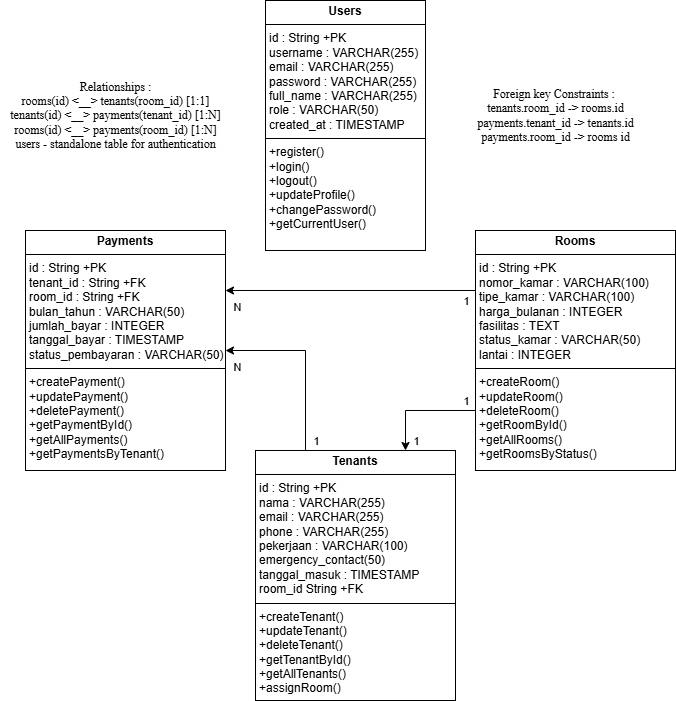 Users
id : String +PK
username : VARCHAR(255)
email : VARCHAR(255)
password : VARCHAR(255)
full_name : VARCHAR(255)
role : VARCHAR(50)
created_at : TIMESTAMP
+register()
+login()
+logout()
+updateProfile()
+changePassword()
+getCurrentUser()
Relationships :
rooms(id) <__> tenants(room_id) [1:1]
tenants(id) <__> payments(tenant_id) [1:N]
rooms(id) <__> payments(room_id) [1:N]
users - standalone table for authentication
Foreign key Constraints :
tenants.room_id -> rooms.id
payments.tenant_id -> tenants.id
payments.room_id -> rooms id
Payments
id : String +PK
tenant_id : String +FK
room_id : String +FK
bulan_tahun : VARCHAR(50)
jumlah_bayar : INTEGER
tanggal_bayar : TIMESTAMP
status_pembayaran : VARCHAR(50)
+createPayment()
+updatePayment()
+deletePayment()
+getPaymentById()
+getAllPayments()
+getPaymentsByTenant()
N
1
N
1
1
1
Rooms
id : String +PK
nomor_kamar : VARCHAR(100)
tipe_kamar : VARCHAR(100)
harga_bulanan : INTEGER
fasilitas : TEXT
status_kamar : VARCHAR(50)
lantai : INTEGER
+createRoom()
+updateRoom()
+deleteRoom()
+getRoomById()
+getAllRooms()
+getRoomsByStatus()
Tenants
id : String +PK
nama : VARCHAR(255)
email : VARCHAR(255)
phone : VARCHAR(255)
pekerjaan : VARCHAR(100)
emergency_contact(50)
tanggal_masuk : TIMESTAMP
room_id String +FK
+createTenant()
+updateTenant()
+deleteTenant()
+getTenantById()
+getAllTenants()
+assignRoom()